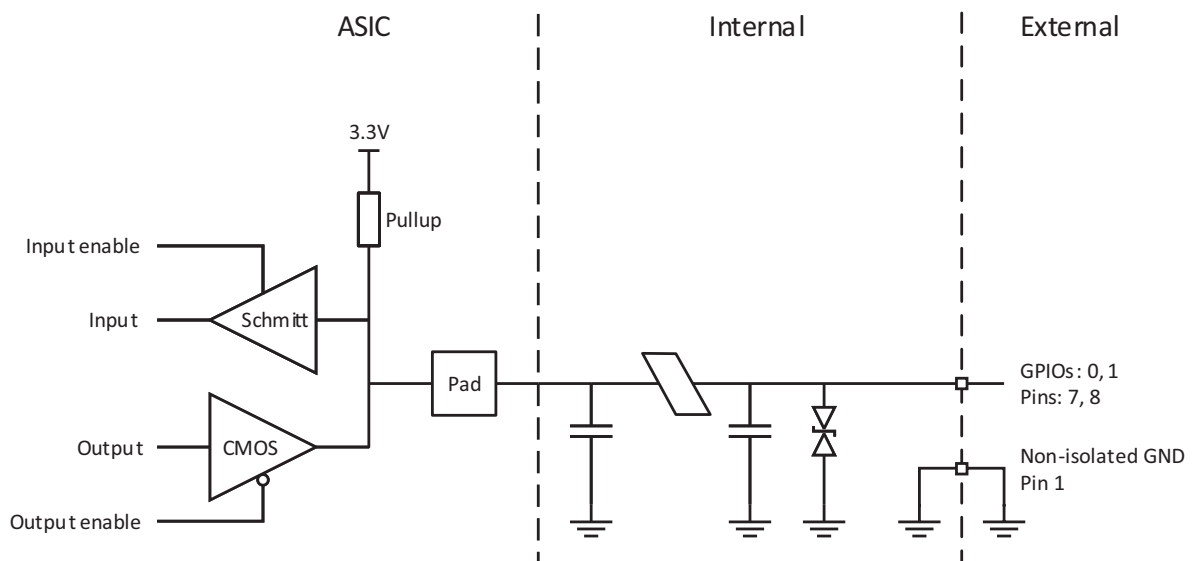 ASIC
Internal
External
3.3V
Pullup
Input enable
Schmitt
Input
Pad
GPIOs: 0, 1
Pins: 7, 8
CMOS
Output
Non-isolated GND
Pin 1
Output enable